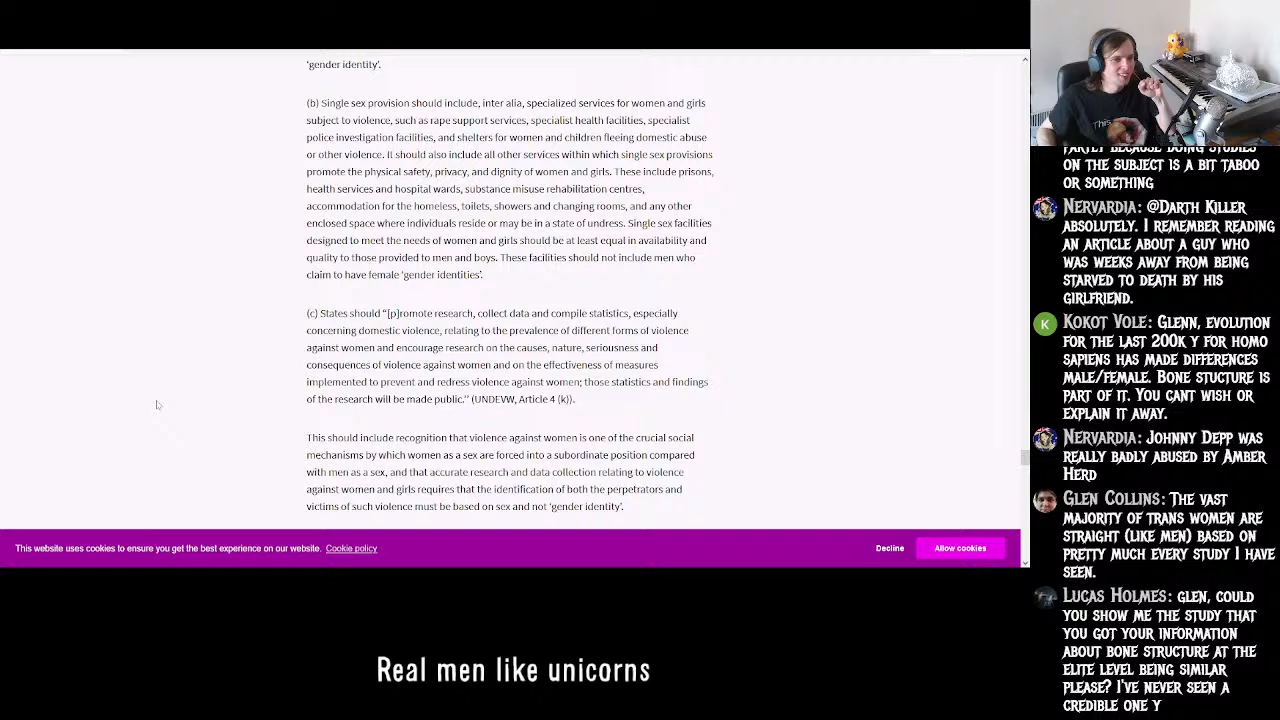 ‘gender identity’.
(b) Single sex provision should include, inter alia, specialized services for women and girls
subject to violence, such as rape support services, specialist health facilities, specialist
police investigation facilities, and shelters for women and children fleeing domestic abuse
or other violence. It should also include all other services within which single sex provisions
promote the physical safety, privacy, and dignity of women and girls. These include prisons,
health services and hospital wards, substance misuse rehabilitation centres,
accommodation for the homeless, toilets, showers and changing rooms, and any other
enclosed space where individuals reside or may be in a state of undress. Single sex facilities
designed to meet the needs of women and girls should be at least equal in availability and
quality to those provided to men and boys. These facilities should not include men who
claim to have female ‘gender identities’.
(c) States should “[p]romote research, collect data and compile statistics, especially
concerning domestic violence, relating to the prevalence of different forms of violence
against women and encourage research on the causes, nature, seriousness and
consequences of violence against women and on the effectiveness of measures
implemented to prevent and redress violence against women; those statistics and findings
of the research will be made public.” (UNDEVW, Article 4 (k)).
This should include recognition that violence against women is one of the crucial social
mechanisms by which women as a sex are forced into a subordinate position compared
with men as a sex, and that accurate research and data collection relating to violence
against women and girls requires that the identification of both the perpetrators and
victims of such violence must be based on sex and not ‘gender identity’.
This website uses cookies to ensure you get the best experience on our website. Cookie policy
Decline
Allow cookies
Real men like unicorns
This
PARTLY BECAUSE DOING STUDIES
ON THE SUBJECT IS A BIT TABOO
OR SOMETHING
NERVARDIA: @DARTH KILLER
ABSOLUTELY. I REMEMBER READING
AN ARTICLE ABOUT A GUY WHO
WAS WEEKS AWAY FROM BEING
STARVED TO DEATH BY HIS
GIRLFRIEND.
K
KOKOT VOLE: GLENN, EVOLUTION
FOR THE LAST 200K Y FOR HOMO
SAPIENS HAS MADE DIFFERENCES
MALE/FEMALE. BONE STUCTURE IS
PART OF IT. YOU CANT WISH OR
EXPLAIN IT AWAY.
NERVARDIA: JOHNNY DEPP WAS
REALLY BADLY ABUSED BY AMBER
HERD
GLEN COLLINS: THE VAST
MAJORITY OF TRANS WOMEN ARE
STRAIGHT (LIKE MEN) BASED ON
PRETTY MUCH EVERY STUDY I HAVE
SEEN.
LUCAS HOLMES: GLEN, COULD
YOU SHOW ME THE STUDY THAT
YOU GOT YOUR INFORMATION
ABOUT BONE STRUCTURE AT THE
ELITE LEVEL BEING SIMILAR
PLEASE? I'VE NEVER SEEN A
CREDIBLE ONE Y